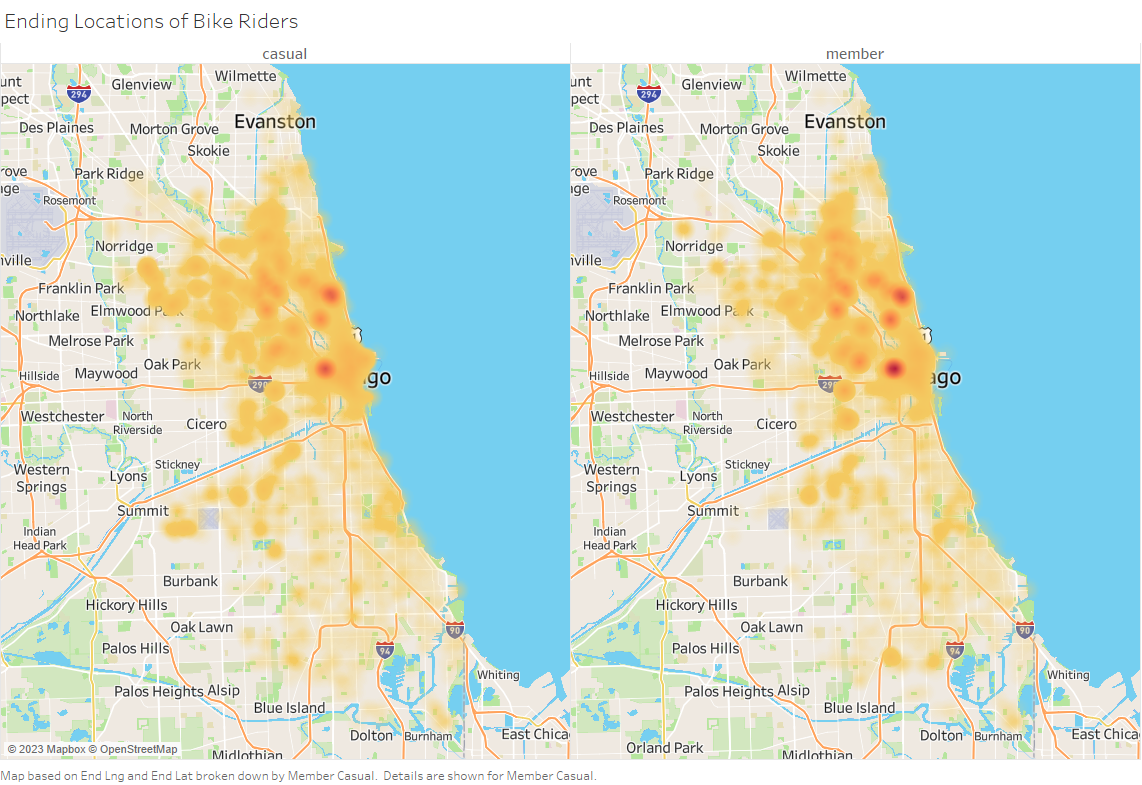 Ending Locations of Bike Riders
casual
member
Wilmette
unt
pect
294
Glenview
Evanston
Des Plaines
Morton Grove
Skokie
rove
ge
Park Ridge
Rosemont
Norridge
ville
Franklin Park
Northlake
Elmwood Park
Melrose Park
1
Oak Park
Hillside
Maywood
290
go
Westchester
North
Riverside
Cicero
Western
Springs
Stickney
Lyons
Summit
Indian
Head Park
Burbank
Hickory Hills
Oak Lawn
90
Palos Hills
94
Whiting
Palos Heights
Alsip
Blue Island
Dolton
Burnham
East Chica
© 2023 Mapbox © OpenStreetMap
Midlothian
Wilmette
unt
pect
294
Glenview
Evanston
Des Plaines
Morton Grove
Skokie
rove
ge
Park Ridge
Rosemont
Norridge
ville
Franklin Park
Northlake
Elmwood Park
Melrose Park
1
Oak Park
Hillside
Maywood
29
ago
Westchester
North
Riverside
Cicero
Western
Springs
Stickney
Lyons
Summit
Indian
Head Park
Burbank
Hickory Hills
Oak Lawn
90
Palos Hills
94
Whiting
Palos Heights
Alsip
Blue Island
Dolton
Burnham
East Chica
Orland Park
Midlothian
Map based on End Lng and End Lat broken down by Member Casual. Details are shown for Member Casual.